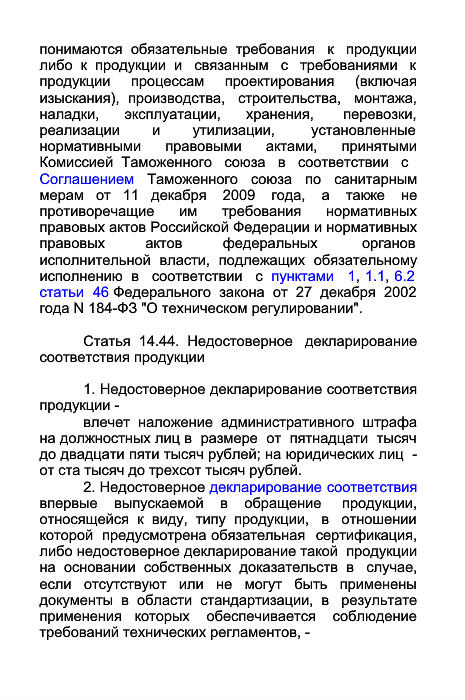 понимаются обязательные требования к продукции
либо к продукции и связанным с требованиями к
продукции процессам проектирования (включая
изыскания), производства, строительства, монтажа,
наладки, эксплуатации, хранения, перевозки,
реализации и утилизации, установленные
нормативными правовыми актами, принятыми
Комиссией Таможенного союза в соответствии с
Соглашением Таможенного союза по санитарным
мерам от 11 декабря 2009 года, а также не
противоречащие им требования нормативных
правовых актов Российской Федерации и нормативных
правовых актов федеральных органов
исполнительной власти, подлежащих обязательному
исполнению в соответствии с пунктами 1, 1.1, 6.2
статьи 46 Федерального закона от 27 декабря 2002
года N 184-ФЗ "О техническом регулировании".
Статья 14.44. Недостоверное декларирование
соответствия продукции
1. Недостоверное декларирование соответствия
продукции -
влечет наложение административного штрафа
на должностных лиц в размере от пятнадцати тысяч
до двадцати пяти тысяч рублей; на юридических лиц -
от ста тысяч до трехсот тысяч рублей.
2. Недостоверное декларирование соответствия
впервые выпускаемой в обращение продукции,
относящейся к виду, типу продукции, в отношении
которой предусмотрена обязательная сертификация,
либо недостоверное декларирование такой продукции
на основании собственных доказательств в случае,
если отсутствуют или не могут быть применены
документы в области стандартизации, в результате
применения которых обеспечивается соблюдение
требований технических регламентов, -